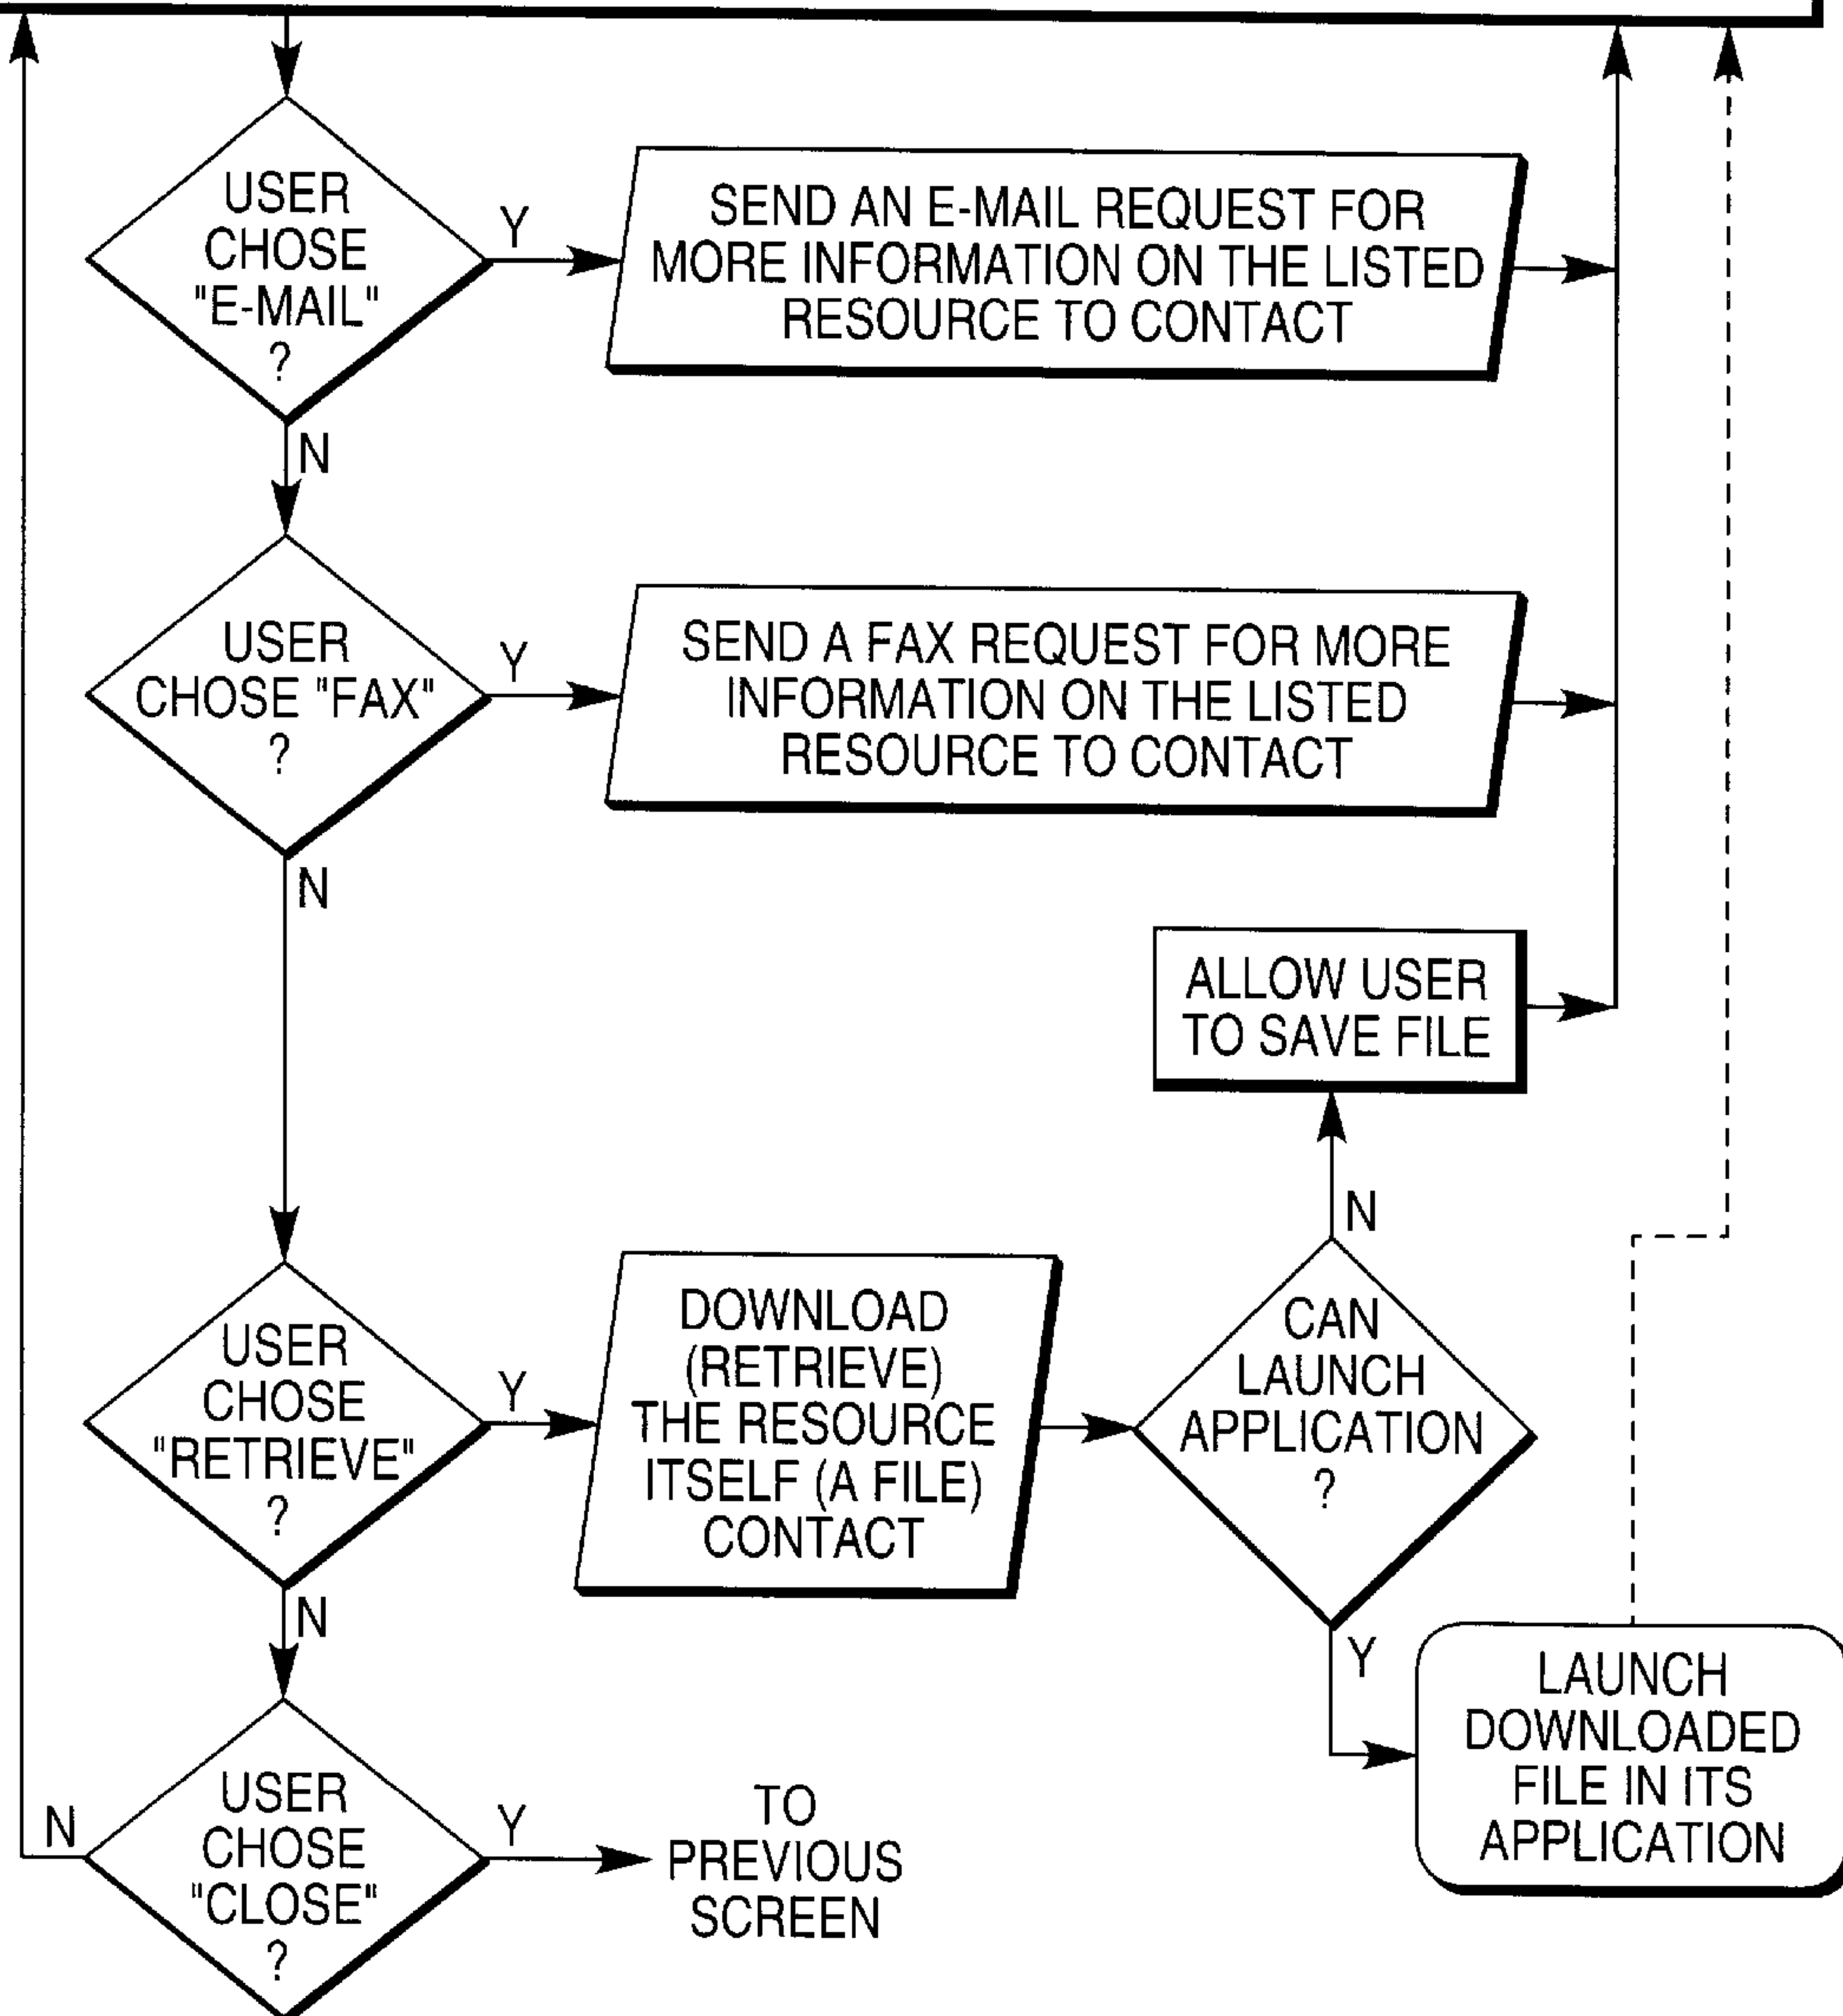 USER
CHOSE
"E-MAIL"
?
Y
SEND AN E-MAIL REQUEST FOR
MORE INFORMATION ON THE LISTED
RESOURCE TO CONTACT
N
USER
CHOSE "FAX"
?
Y
SEND A FAX REQUEST FOR MORE
INFORMATION ON THE LISTED
RESOURCE TO CONTACT
N
ALLOW USER
TO SAVE FILE
N
USER
CHOSE
"RETRIEVE"
?
Y
DOWNLOAD
(RETRIEVE)
THE RESOURCE
ITSELF (A FILE)
CONTACT
CAN
LAUNCH
APPLICATION
?
N
Y
LAUNCH
DOWNLOADED
FILE IN ITS
APPLICATION
N
USER
CHOSE
"CLOSE"
?
Y
TO
PREVIOUS
SCREEN